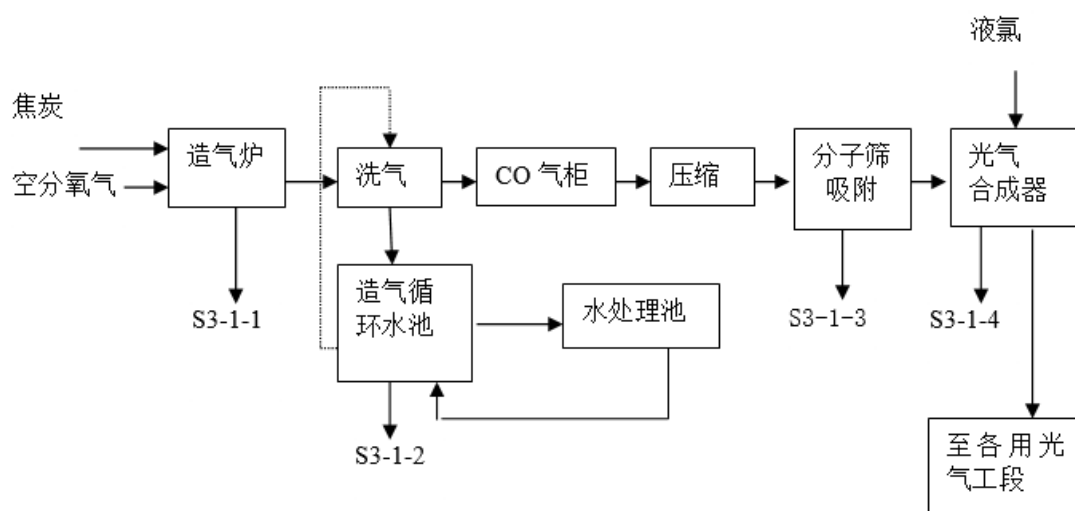 液氯
焦炭
空分氧气
造气炉
洗气
CO 气柜
压缩
分子筛
吸附
光气
合成器
造气循
环水池
水处理池
S3-1-1
S3-1-3
S3-1-4
S3-1-2
至各用光
气工段